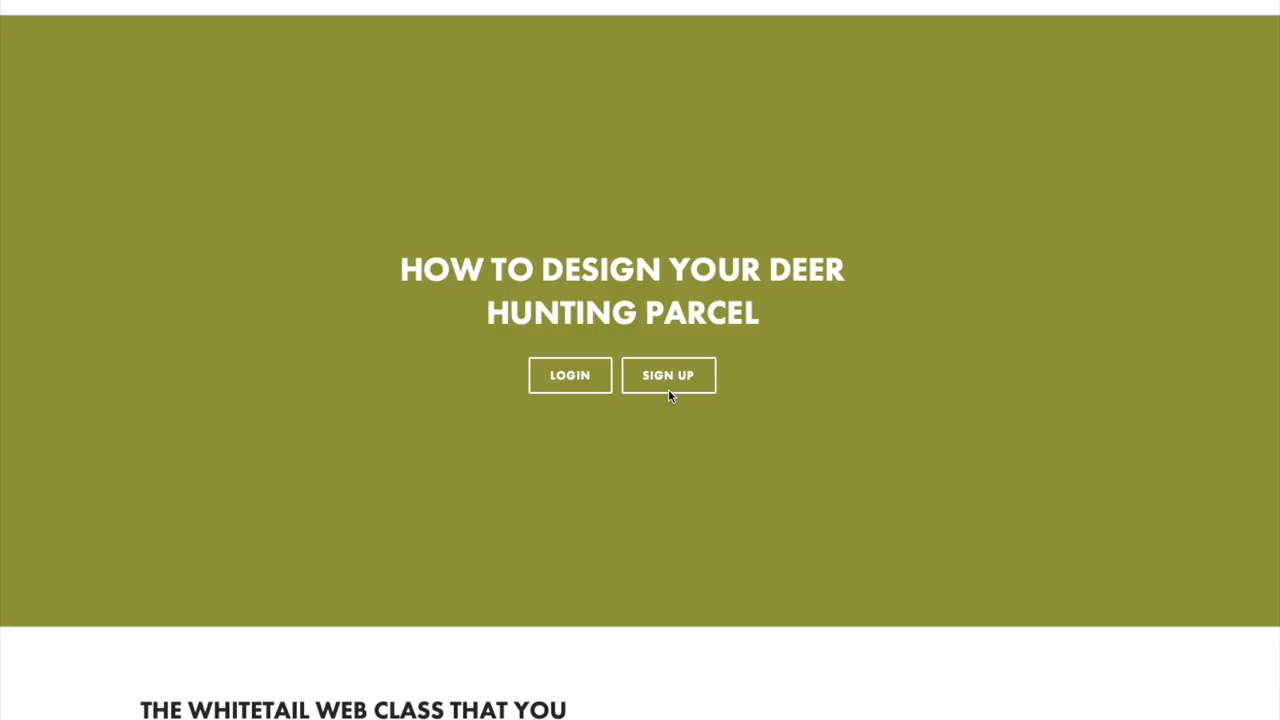 HOW TO DESIGN YOUR DEER
HUNTING PARCEL
LOGIN
SIGN UP
THE WHITETAIL WEB CLASS THAT YOU